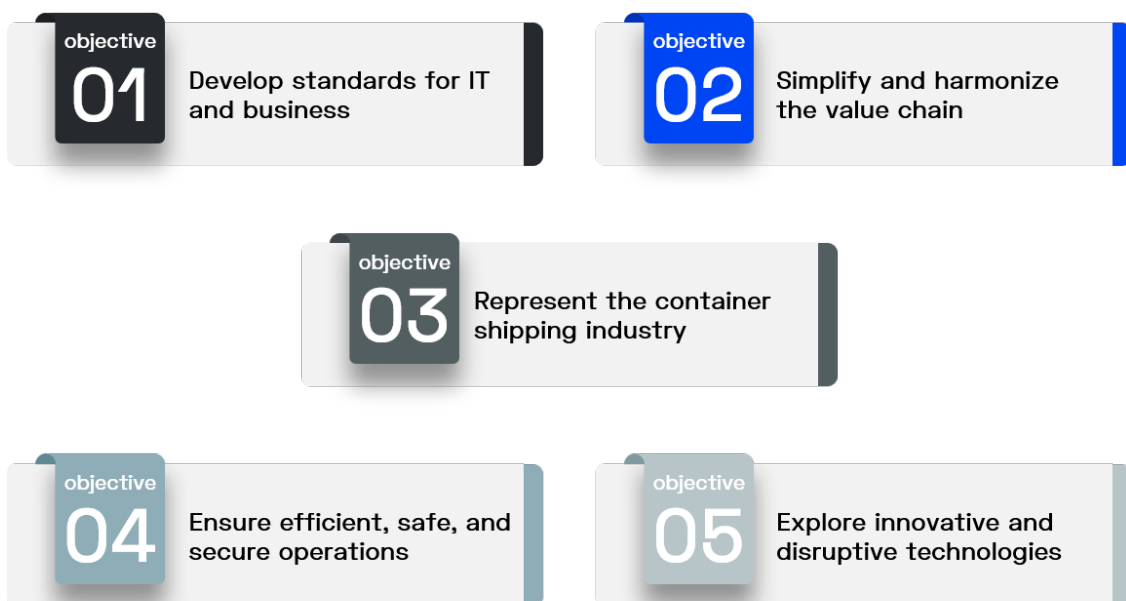 objective
01
Develop standards for IT
and business
objective
02
Simplify and harmonize
the value chain
objective
03
Represent the container
shipping industry
objective
04
Ensure efficient, safe, and
secure operations
objective
05
Explore innovative and
disruptive technologies